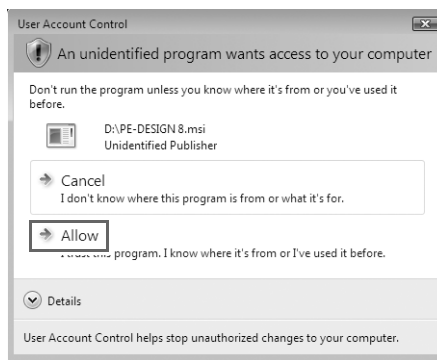 User Account Control
An unidentified program wants access to your computer
Don't run the program unless you know where it's from or you've used it
before.
D:\PE-DESIGN 8.msi
Unidentified Publisher
Cancel
I don't know where this program is from or what it's for.
Allow
I trust this program. I know where it's from or I've used it before.
Details
User Account Control helps stop unauthorized changes to your computer.